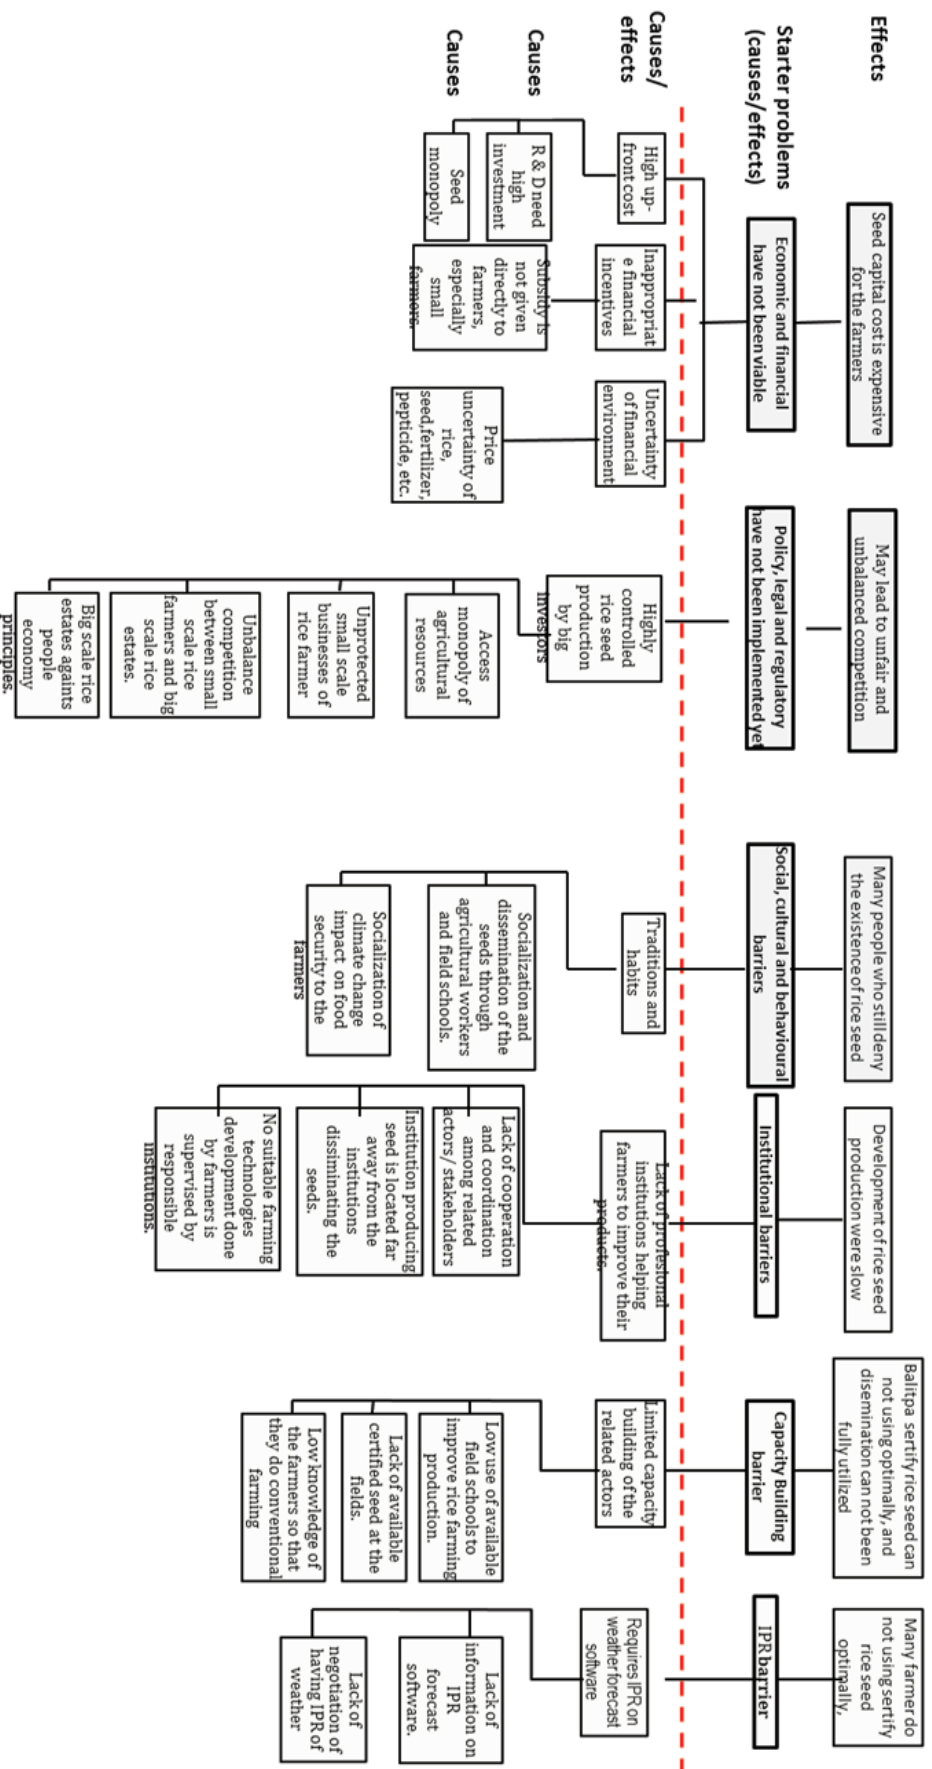 Effects
Seed capital cost is expensive
for the farmers
May lead to unfair and
unbalanced competition
Many people who still deny
the existence of rice seed
Development of rice seed
production were slow
Balitpa sertify rice seed can
not using optimally, and
disemination can not been
fully utilized
Many farmer do
not using sertify
rice seed
optimally,
Starter problems
(causes/effects)
Economic and financial
have not been viable
Policy, legal and regulatory
have not been implemented yet
Social, cultural and behavioural
barriers
Institutional barriers
Capacity Building
barrier
IPR barrier
Causes/
effects
High up-
front cost
Inappropriat
e financial
incentives
Uncertainty
of financial
environment
Highly
controlled
rice seed
production
by big
investors
Traditions and
habits
Lack of profesional
institutions helping
farmers to improve their
products.
Limited capacity
building of the
related actors
Requires IPR on
weather forecast
software
Causes
Causes
R & D need
high
investment
Seed
monopoly
Subsidy is
not given
directly to
farmers,
especially
small
farmers.
Price
uncertainty of
rice,
seed,fertilizer,
pepticide, etc.
Access
monopoly of
agricultural
resources
Unprotected
small scale
businesses of
rice farmer
Unbalance
competition
between small
scale rice
farmers and big
scale rice
estates.
Big scale rice
estates againts
people
economy
principles.
Socialization and
dissemination of the
seeds through
agricultural workers
and field schools.
Socialization of
climate change
impact on food
security to the
farmers
Lack of cooperation
and coordination
among related
actors/ stakeholders
Institution producing
seed is located far
away from the
institutions
dissiminating the
seeds.
No suitable farming
technologies
development done
by farmers is
supervised by
responsible
institutions.
Low use of available
field schools to
improve rice farming
production.
Lack of available
certified seed at the
fields.
Low knowledge of
the farmers so that
they do conventional
farming
Lack of
information on
IPR
forecast
software.
Lack of
negotiation of
having IPR of
weather